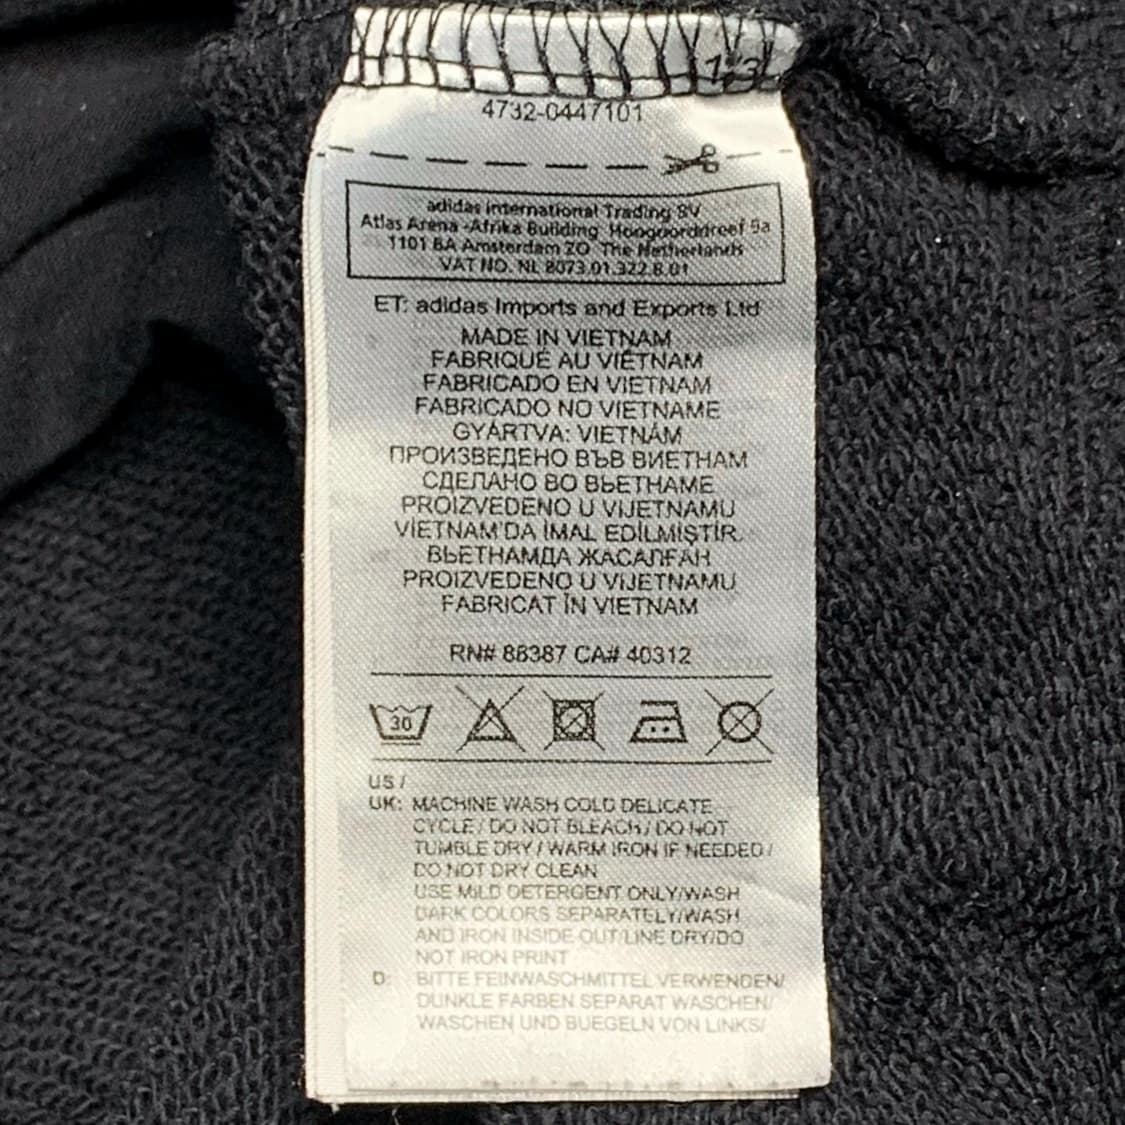 4732-0447101
adidas International Trading BV
Atlas Arena -Afrika Building Hoogoorddreef 9a
1101 BA Amsterdam ZO The Netherlands
VAT NO. NL 8073.01.322.B.01
ET: adidas Imports and Exports Ltd
MADE IN VIETNAM
FABRIQUÉ AU VIÊTNAM
FABRICADO EN VIETNAM
FABRICADO NO VIETNAME
GYÁRTVA: VIETNÁM
ПРОИЗВЕДЕНО ВЪВ ВИЕТНАМ
СДЕЛАНО ВО ВЬЕТНАМЕ
PROIZVEDENO U VIJETNAMU
VİETNAM'DA İMAL EDİLMİŞTİR.
ВЬЕТНАМДА ЖАСАЛҒАН
PROIZVEDENO U VIJETNAMU
FABRICAT ÎN VIETNAM
RN# 88387 CA# 40312
30
US /
UK: MACHINE WASH COLD DELICATE
CYCLE / DO NOT BLEACH / DO NOT
TUMBLE DRY / WARM IRON IF NEEDED /
DO NOT DRY CLEAN
USE MILD DETERGENT ONLY/WASH
DARK COLORS SEPARATELY/WASH
AND IRON INSIDE OUT/LINE DRY/DO
NOT IRON PRINT
D: BITTE FEINWASCHMITTEL VERWENDEN/
DUNKLE FARBEN SEPARAT WASCHEN/
WASCHEN UND BUEGELN VON LINKS/